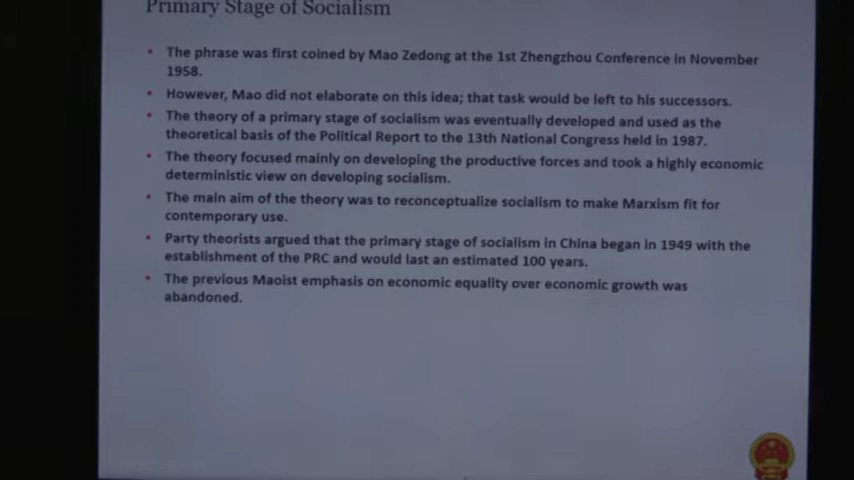 Primary Stage of Socialism
• The phrase was first coined by Mao Zedong at the 1st Zhengzhou Conference in November
1958.
• However, Mao did not elaborate on this idea; that task would be left to his successors.
• The theory of a primary stage of socialism was eventually developed and used as the
theoretical basis of the Political Report to the 13th National Congress held in 1987.
• The theory focused mainly on developing the productive forces and took a highly economic
deterministic view on developing socialism.
• The main aim of the theory was to reconceptualize socialism to make Marxism fit for
contemporary use.
• Party theorists argued that the primary stage of socialism in China began in 1949 with the
establishment of the PRC and would last an estimated 100 years.
• The previous Maoist emphasis on economic equality over economic growth was
abandoned.